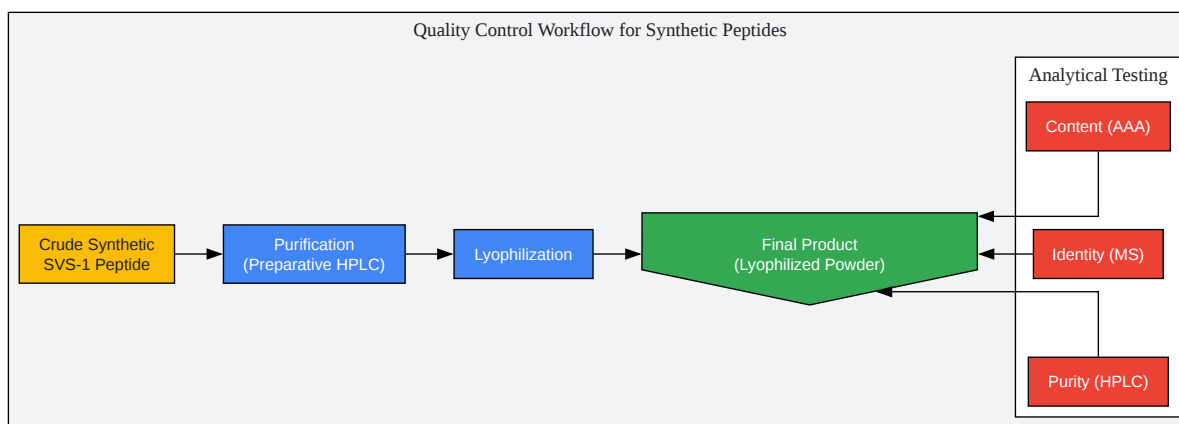 Quality Control Workflow for Synthetic Peptides
Analytical Testing
Content (AAA)
Crude Synthetic
SVS-1 Peptide
Purification
(Preparative HPLC)
Lyophilization
Final Product
(Lyophilized Powder)
Identity (MS)
Purity (HPLC)